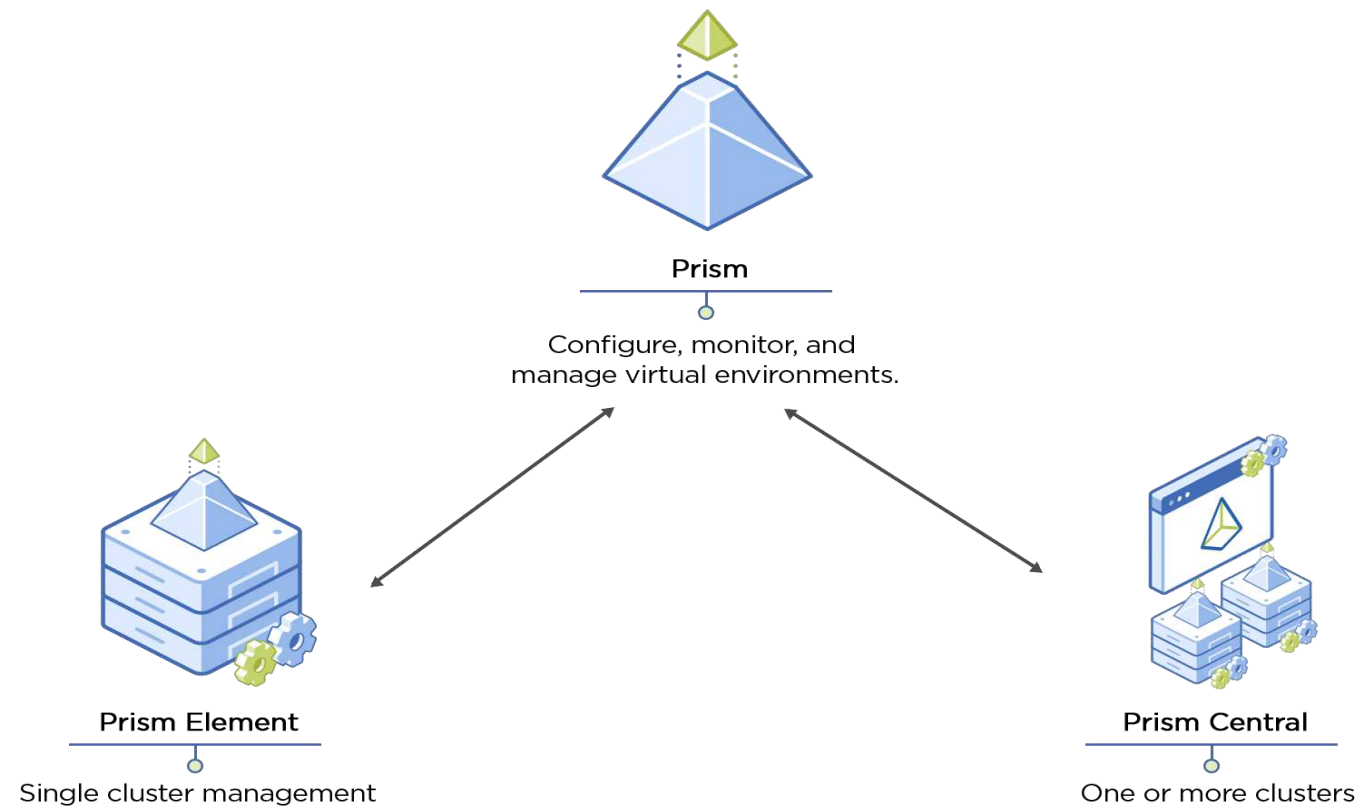 Prism
Configure, monitor, and
manage virtual environments.
Prism Element
Single cluster management
Prism Central
One or more clusters